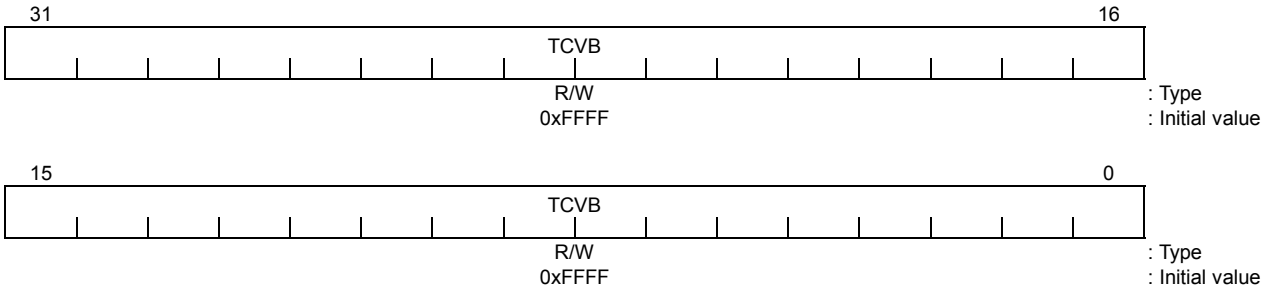 31 16
TCVB
R/W : Type
0xFFFF : Initial value
15 0
TCVB
R/W : Type
0xFFFF : Initial value